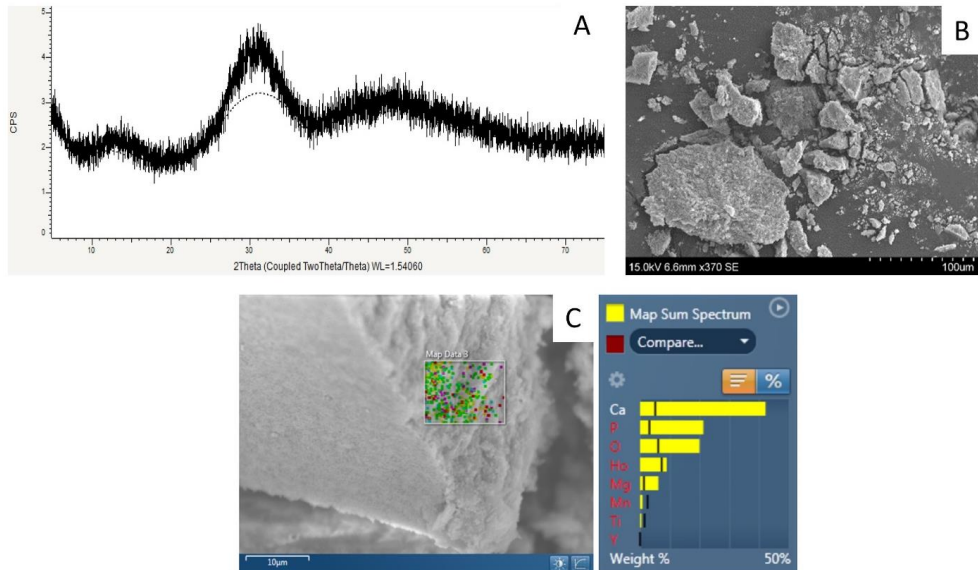 A
5
4
3
2
1
0
CPS
10
20
30
40
50
60
70
2Theta (Coupled TwoTheta/Theta) WL=1.54060
B
15.0kV 6.6mm x370 SE
100um
C
Map Data 3
10µm
Map Sum Spectrum
Compare...
%
Ca
P
O
Ho
Mg
Mn
Ti
Y
Weight %
50%